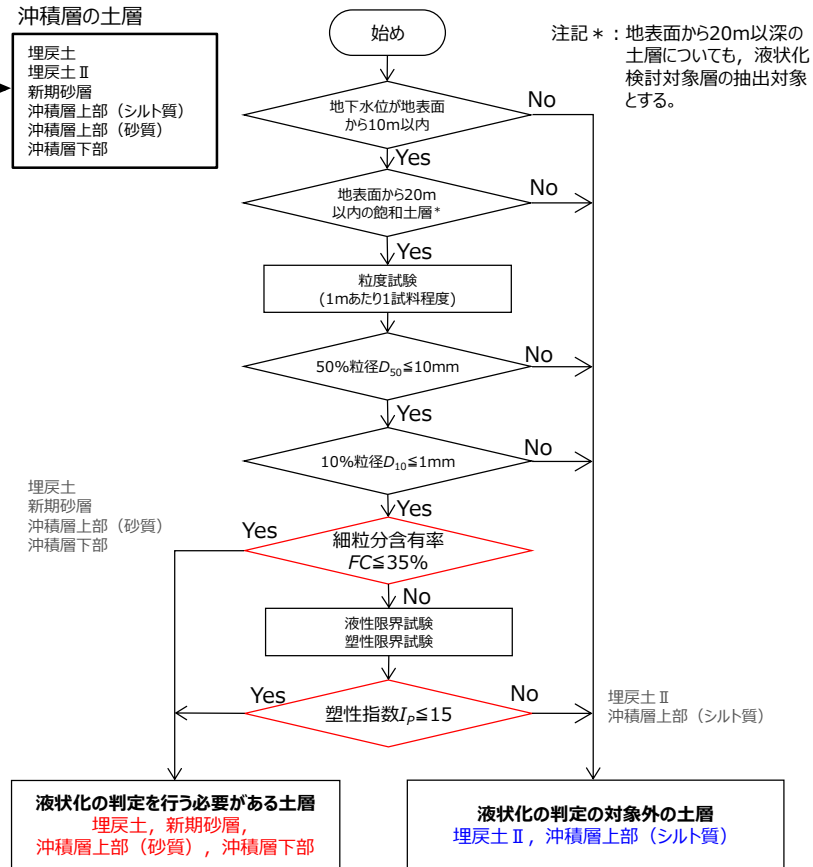 沖積層の土層
埋戻土
埋戻土Ⅱ
新期砂層
沖積層上部（シルト質）
沖積層上部（砂質）
沖積層下部
始め
注記＊：地表面から20m以深の
土層についても，液状化
検討対象層の抽出対象
とする。
地下水位が地表面
から10m以内
No
Yes
地表面から20m
以内の飽和土層*
No
Yes
粒度試験
(1mあたり1試料程度)
50%粒径D50≦10mm
No
Yes
10%粒径D10≦1mm
No
Yes
埋戻土
新期砂層
沖積層上部（砂質）
沖積層下部
Yes
細粒分含有率
FC≦35%
No
液性限界試験
塑性限界試験
Yes
塑性指数IP≦15
No
埋戻土Ⅱ
沖積層上部（シルト質）
液状化の判定を行う必要がある土層
埋戻土，新期砂層，
沖積層上部（砂質），沖積層下部
液状化の判定の対象外の土層
埋戻土Ⅱ，沖積層上部（シルト質）